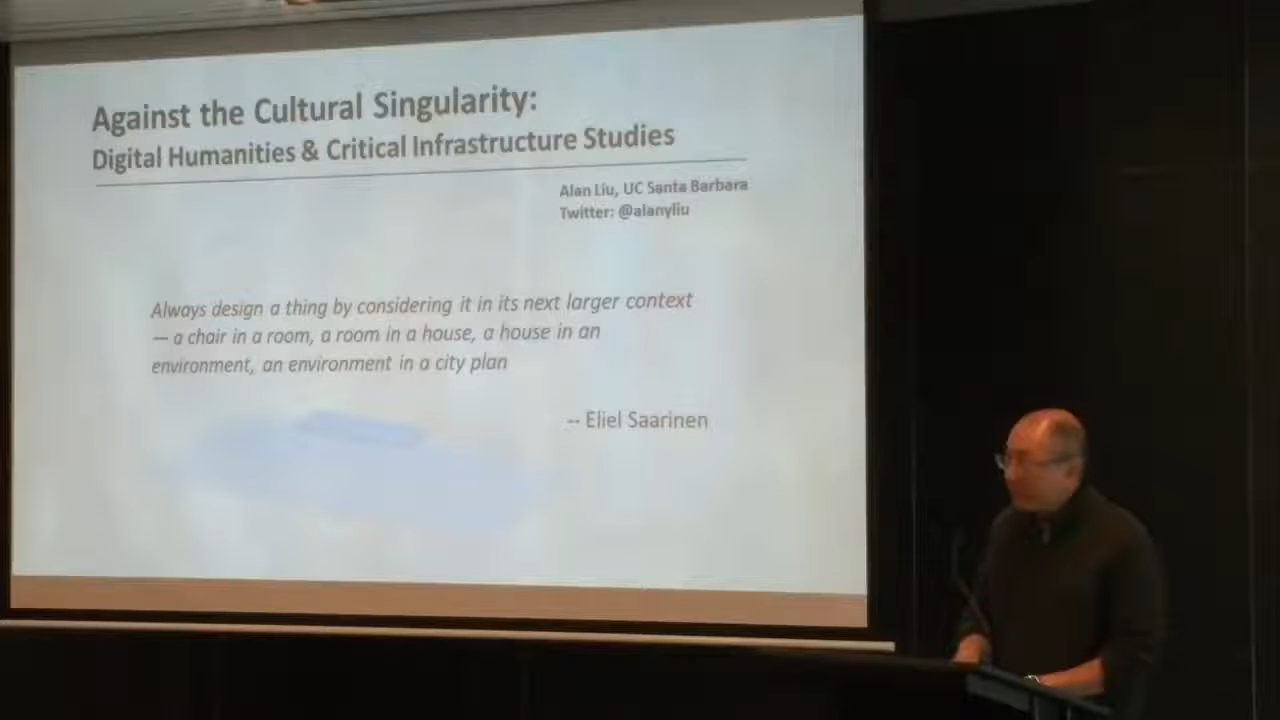 Against the Cultural Singularity:
Digital Humanities & Critical Infrastructure Studies
Alan Liu, UC Santa Barbara
Twitter: @alanyliu
Always design a thing by considering it in its next larger context
— a chair in a room, a room in a house, a house in an
environment, an environment in a city plan
-- Eliel Saarinen